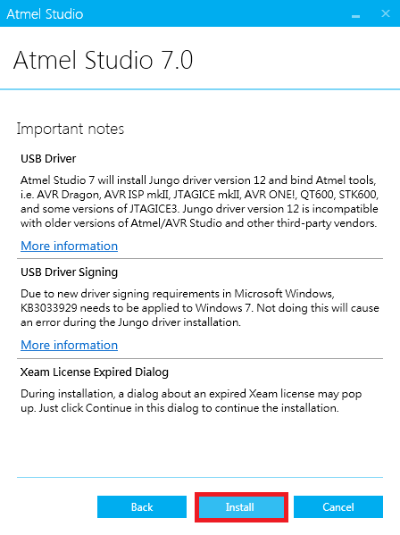 Atmel Studio
Atmel Studio 7.0
Important notes
USB Driver
Atmel Studio 7 will install Jungo driver version 12 and bind Atmel tools,
i.e. AVR Dragon, AVR ISP mkII, JTAGICE mkII, AVR ONE!, QT600, STK600,
and some versions of JTAGICE3. Jungo driver version 12 is incompatible
with older versions of Atmel/AVR Studio and other third-party vendors.
More information
USB Driver Signing
Due to new driver signing requirements in Microsoft Windows,
KB3033929 needs to be applied to Windows 7. Not doing this will cause
an error during the Jungo driver installation.
More information
Xeam License Expired Dialog
During installation, a dialog about an expired Xeam license may pop
up. Just click Continue in this dialog to continue the installation.
Back Install Cancel